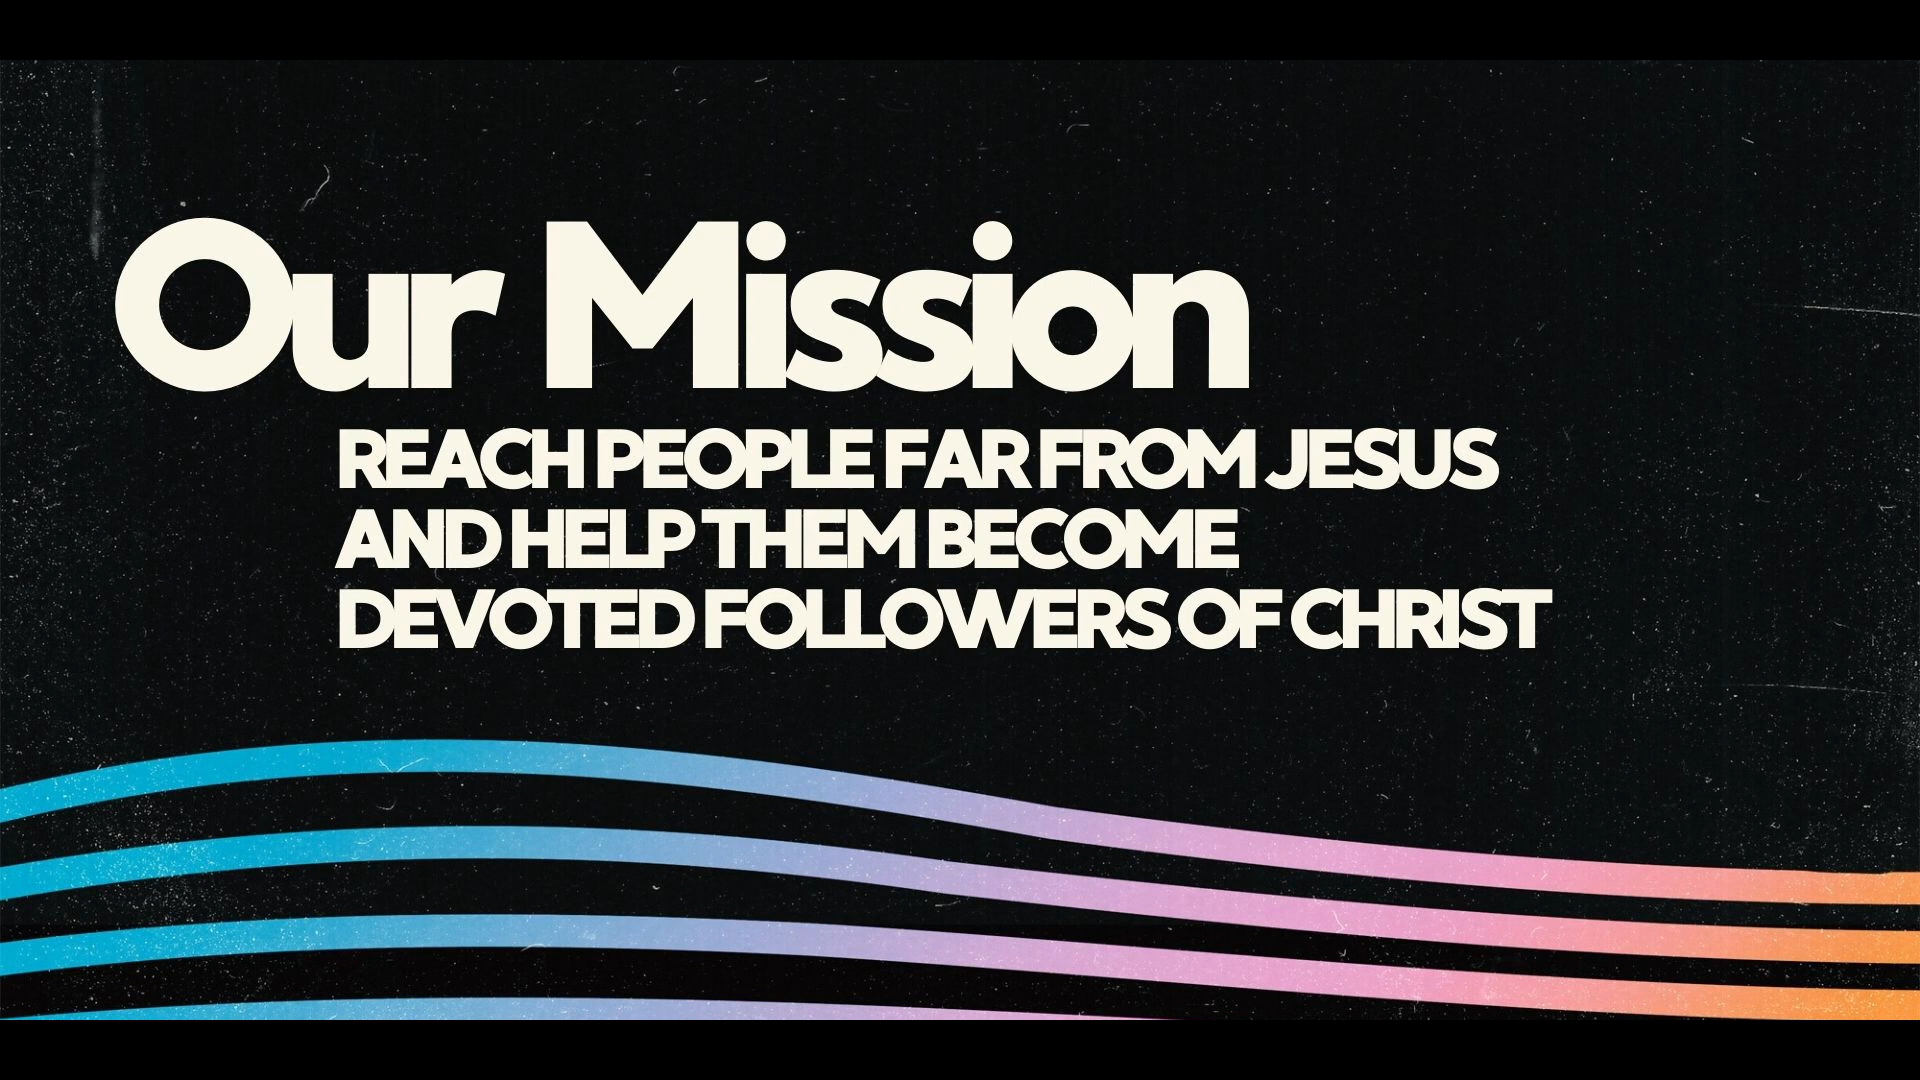 Our Mission
REACH PEOPLE FAR FROM JESUS
AND HELP THEM BECOME
DEVOTED FOLLOWERS OF CHRIST